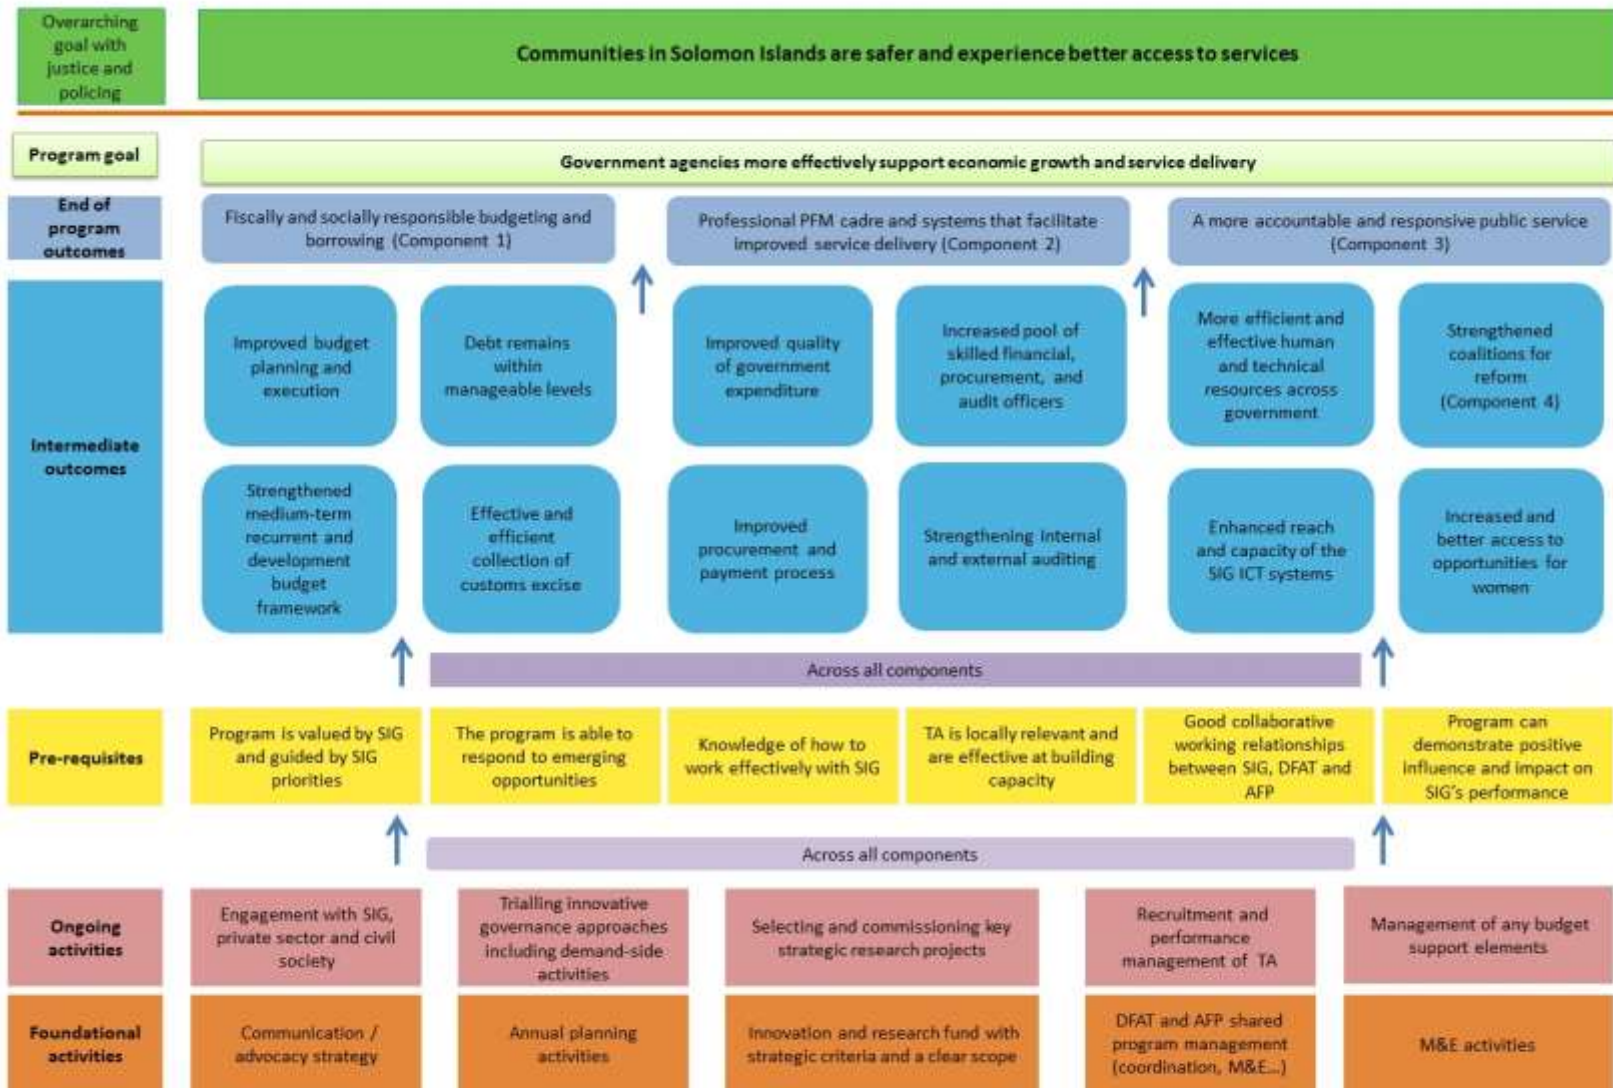 Overarching
goal with
justice and
policing
Communities in Solomon Islands are safer and experience better access to services
Program goal
Government agencies more effectively support economic growth and service delivery
End of
program
outcomes
Fiscally and socially responsible budgeting and
borrowing (Component 1)
Professional PFM cadre and systems that facilitate
improved service delivery (Component 2)
A more accountable and responsive public service
(Component 3)
Intermediate
outcomes
Improved budget
planning and
execution
Debt remains
within
manageable levels
Improved quality
of government
expenditure
Increased pool of
skilled financial,
procurement, and
audit officers
More efficient and
effective human
and technical
resources across
government
Strengthened
coalitions for
reform
(Component 4)
Strengthened
medium-term
recurrent and
development
budget
framework
Effective and
efficient
collection of
customs excise
Improved
procurement and
payment process
Strengthening Internal
and external auditing
Enhanced reach
and capacity of the
SIG ICT systems
Increased and
better access to
opportunities for
women
Across all components
Pre-requisites
Program is valued by SIG
and guided by SIG
priorities
The program is able to
respond to emerging
opportunities
Knowledge of how to
work effectively with SIG
TA is locally relevant and
are effective at building
capacity
Good collaborative
working relationships
between SIG, DFAT and
AFP
Program can
demonstrate positive
influence and impact on
SIG's performance
Across all components
Ongoing
activities
Engagement with SIG,
private sector and civil
society
Trialling innovative
governance approaches
including demand-side
activities
Selecting and commissioning key
strategic research projects
Recruitment and
performance
management of TA
Management of any budget
support elements
Foundational
activities
Communication /
advocacy strategy
Annual planning
activities
Innovation and research fund with
strategic criteria and a clear scope
DFAT and AFP shared
program management
(coordination, M&E...)
M&E activities